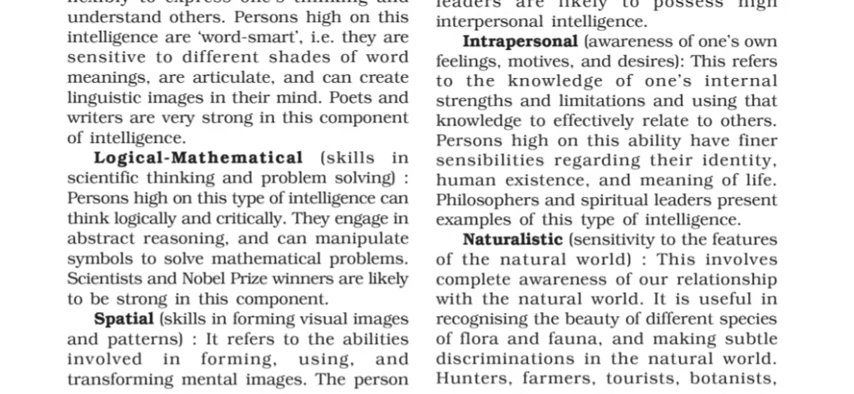 understand others. Persons high on this
intelligence are ‘word-smart’, i.e. they are
sensitive to different shades of word
meanings, are articulate, and can create
linguistic images in their mind. Poets and
writers are very strong in this component
of intelligence.
Logical-Mathematical (skills in
scientific thinking and problem solving) :
Persons high on this type of intelligence can
think logically and critically. They engage in
abstract reasoning, and can manipulate
symbols to solve mathematical problems.
Scientists and Nobel Prize winners are likely
to be strong in this component.
Spatial (skills in forming visual images
and patterns) : It refers to the abilities
involved in forming, using, and
transforming mental images. The person
leaders are likely to possess high
interpersonal intelligence.
Intrapersonal (awareness of one’s own
feelings, motives, and desires): This refers
to the knowledge of one’s internal
strengths and limitations and using that
knowledge to effectively relate to others.
Persons high on this ability have finer
sensibilities regarding their identity,
human existence, and meaning of life.
Philosophers and spiritual leaders present
examples of this type of intelligence.
Naturalistic (sensitivity to the features
of the natural world) : This involves
complete awareness of our relationship
with the natural world. It is useful in
recognising the beauty of different species
of flora and fauna, and making subtle
discriminations in the natural world.
Hunters, farmers, tourists, botanists,